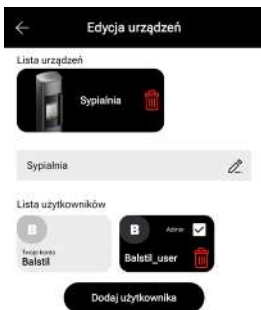 Edycja urządzeń
Lista urządzeń
Sypialnia
Sypialnia
Lista użytkowników
B
Twoje konto
Balstil
B
Admin
Balstil_user
Dodaj użytkownika